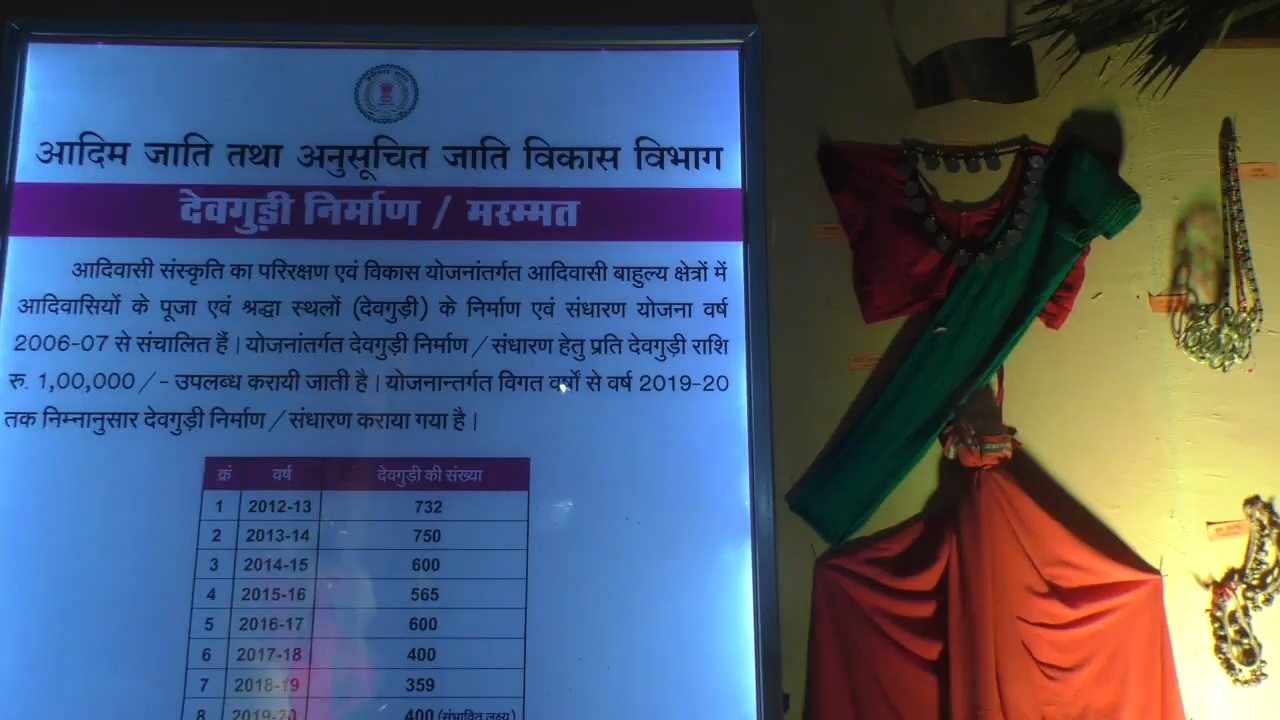 आदिम जाति तथा अनुसूचित जाति विकास विभाग
देवगुड़ी निर्माण / मरम्मत
आदिवासी संस्कृति का परिरक्षण एवं विकास योजनांतर्गत आदिवासी बाहुल्य क्षेत्रों में
आदिवासियों के पूजा एवं श्रद्धा स्थलों (देवगुड़ी) के निर्माण एवं संधारण योजना वर्ष
2006-07 से संचालित हैं। योजनांतर्गत देवगुड़ी निर्माण / संधारण हेतु प्रति देवगुड़ी राशि
रु. 1,00,000 / - उपलब्ध करायी जाती है। योजनान्तर्गत विगत वर्षों से वर्ष 2019-20
तक निम्नानुसार देवगुड़ी निर्माण / संधारण कराया गया है।
क्रं वर्ष देवगुड़ी की संख्या
1 2012-13 732
2 2013-14 750
3 2014-15 600
4 2015-16 565
5 2016-17 600
6 2017-18 400
7 2018-19 359
8 2019-20 400 (संभावित लक्ष्य)